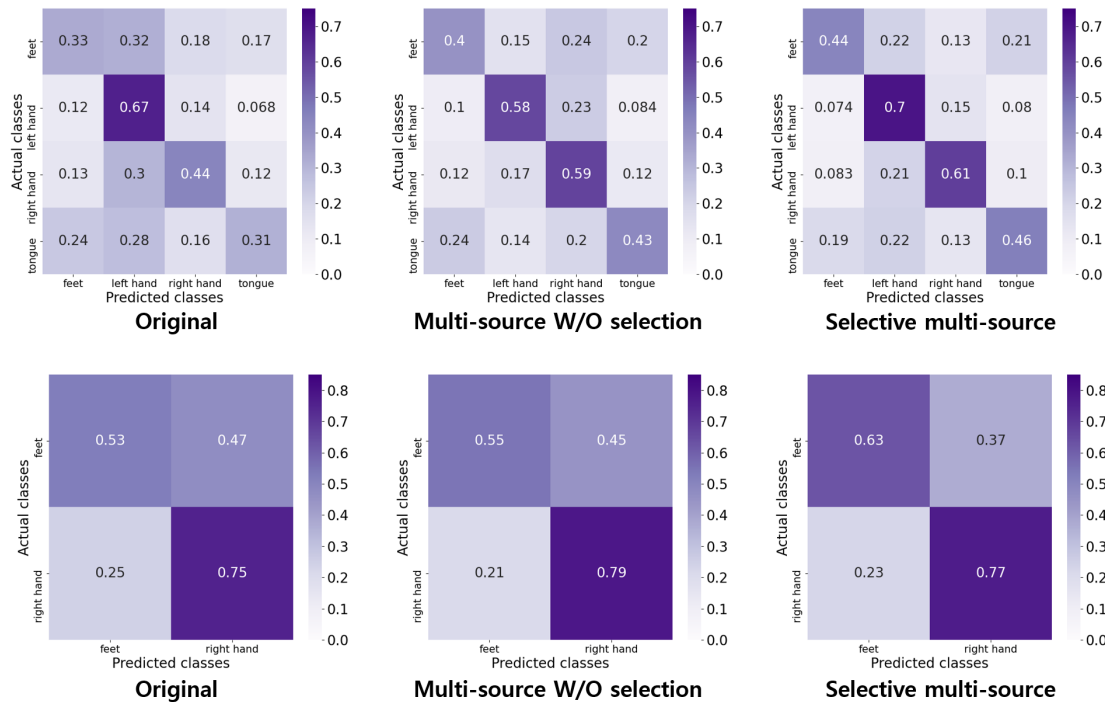 0.7
0.6
0.5
0.4
0.3
0.2
0.1
0.0
Actual classes
feet
left hand
right hand
tongue
0.33 0.32 0.18 0.17
0.12 0.67 0.14 0.068
0.13 0.3 0.44 0.12
0.24 0.28 0.16 0.31
feet left hand right hand tongue
Predicted classes
Original
0.7
0.6
0.5
0.4
0.3
0.2
0.1
0.0
Actual classes
feet
left hand
right hand
tongue
0.4 0.15 0.24 0.2
0.1 0.58 0.23 0.084
0.12 0.17 0.59 0.12
0.24 0.14 0.2 0.43
feet left hand right hand tongue
Predicted classes
Multi-source W/O selection
0.7
0.6
0.5
0.4
0.3
0.2
0.1
0.0
Actual classes
feet
left hand
right hand
tongue
0.44 0.22 0.13 0.21
0.074 0.7 0.15 0.08
0.083 0.21 0.61 0.1
0.19 0.22 0.13 0.46
feet left hand right hand tongue
Predicted classes
Selective multi-source
0.8
0.7
0.6
0.5
0.4
0.3
0.2
0.1
0.0
Actual classes
feet
right hand
0.53 0.47
0.25 0.75
feet right hand
Predicted classes
Original
0.8
0.7
0.6
0.5
0.4
0.3
0.2
0.1
0.0
Actual classes
feet
right hand
0.55 0.45
0.21 0.79
feet right hand
Predicted classes
Multi-source W/O selection
0.8
0.7
0.6
0.5
0.4
0.3
0.2
0.1
0.0
Actual classes
feet
right hand
0.63 0.37
0.23 0.77
feet right hand
Predicted classes
Selective multi-source